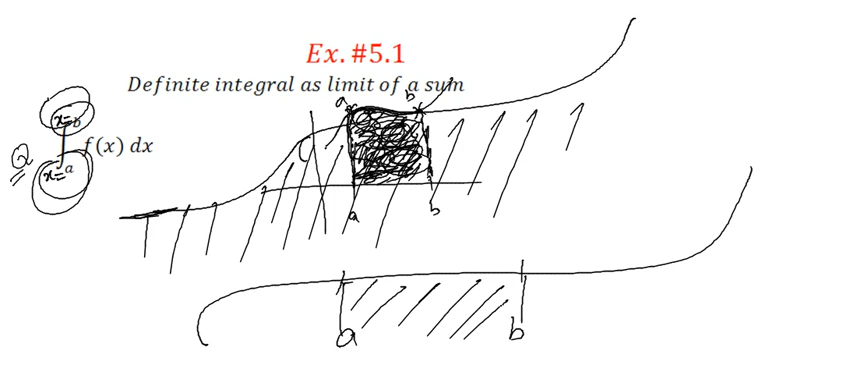 Ex. #5.1
Definite integral as limit of a sum
a b
x=b
∫ f(x) dx
x=a
Q
a b
a b